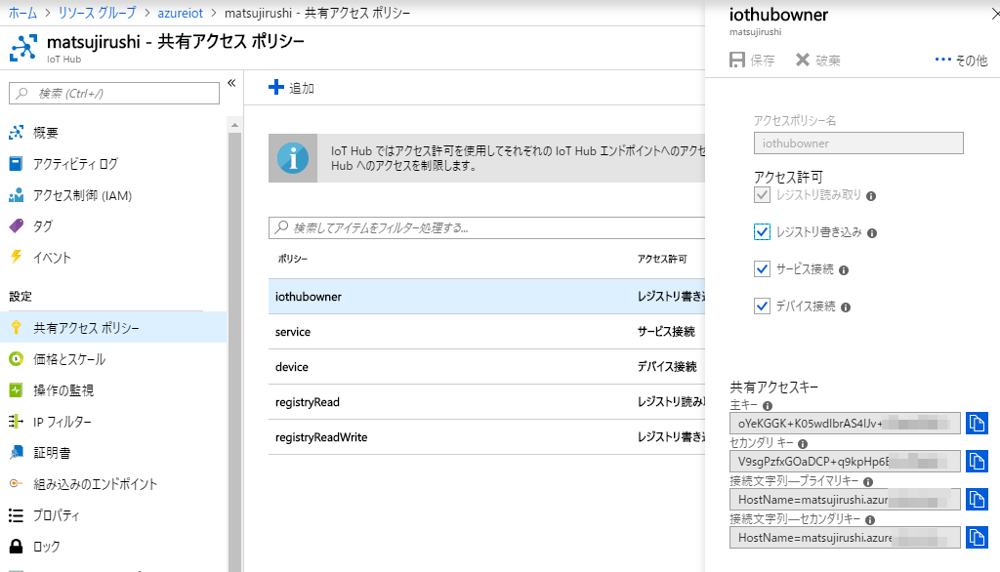 ホーム > リソース グループ > azureiot > matsujirushi - 共有アクセス ポリシー
matsujirushi - 共有アクセス ポリシー
IoT Hub
検索 (Ctrl+/)
概要
アクティビティ ログ
アクセス制御 (IAM)
タグ
イベント
設定
共有アクセス ポリシー
価格とスケール
操作の監視
IP フィルター
証明書
組み込みのエンドポイント
プロパティ
ロック
追加
IoT Hub ではアクセス許可を使用してそれぞれの IoT Hub エンドポイントへのアクセ
Hub へのアクセスを制限します。
検索してアイテムをフィルター処理する...
ポリシー アクセス許可
iothubowner レジストリ書き込
service サービス接続
device デバイス接続
registryRead レジストリ読み
registryReadWrite レジストリ書き込
iothubowner
matsujirushi
保存 破棄 ••• その他
アクセスポリシー名
iothubowner
アクセス許可
レジストリ読み取り
レジストリ書き込み
サービス接続
デバイス接続
共有アクセスキー
主キー
oYeKGGK+K05wdIbrAS4IJv+
セカンダリ キー
V9sgPzfxGOaDCP+q9kpHp6
接続文字列—プライマリキー
HostName=matsujirushi.azur
接続文字列—セカンダリキー
HostName=matsujirushi.azure